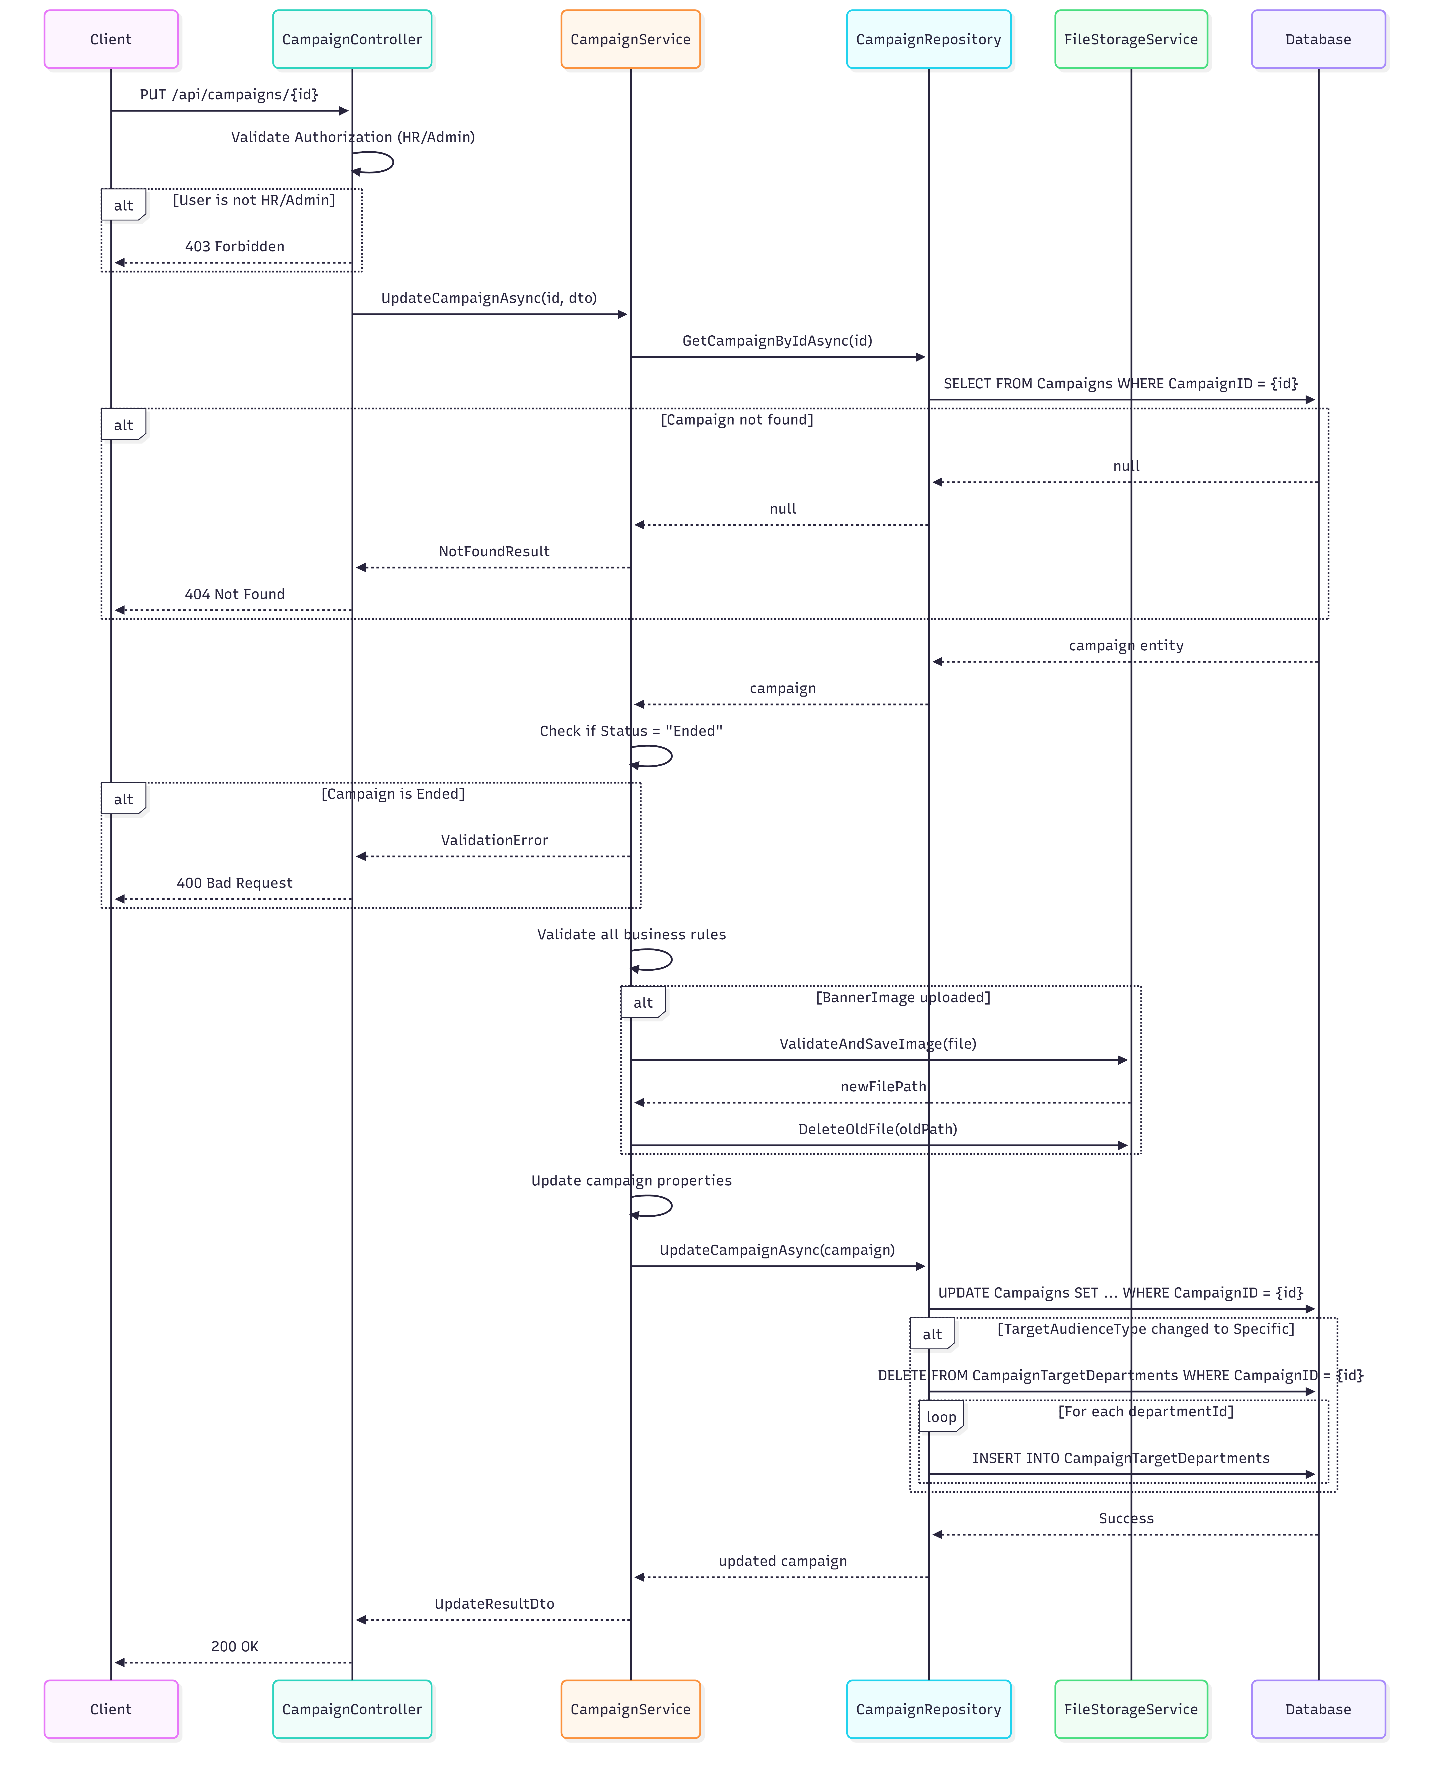 Client
CampaignController
CampaignService
CampaignRepository
FileStorageService
Database
PUT /api/campaigns/{id}
Validate Authorization (HR/Admin)
alt
[User is not HR/Admin]
403 Forbidden
UpdateCampaignAsync(id, dto)
GetCampaignByIdAsync(id)
SELECT FROM Campaigns WHERE CampaignID = {id}
alt
[Campaign not found]
null
null
NotFoundResult
404 Not Found
campaign entity
campaign
Check if Status = "Ended"
alt
[Campaign is Ended]
ValidationError
400 Bad Request
Validate all business rules
alt
[BannerImage uploaded]
ValidateAndSaveImage(file)
newFilePath
DeleteOldFile(oldPath)
Update campaign properties
UpdateCampaignAsync(campaign)
UPDATE Campaigns SET ... WHERE CampaignID = {id}
alt
[TargetAudienceType changed to Specific]
DELETE FROM CampaignTargetDepartments WHERE CampaignID = {id}
loop
[For each departmentId]
INSERT INTO CampaignTargetDepartments
Success
updated campaign
UpdateResultDto
200 OK
Client
CampaignController
CampaignService
CampaignRepository
FileStorageService
Database